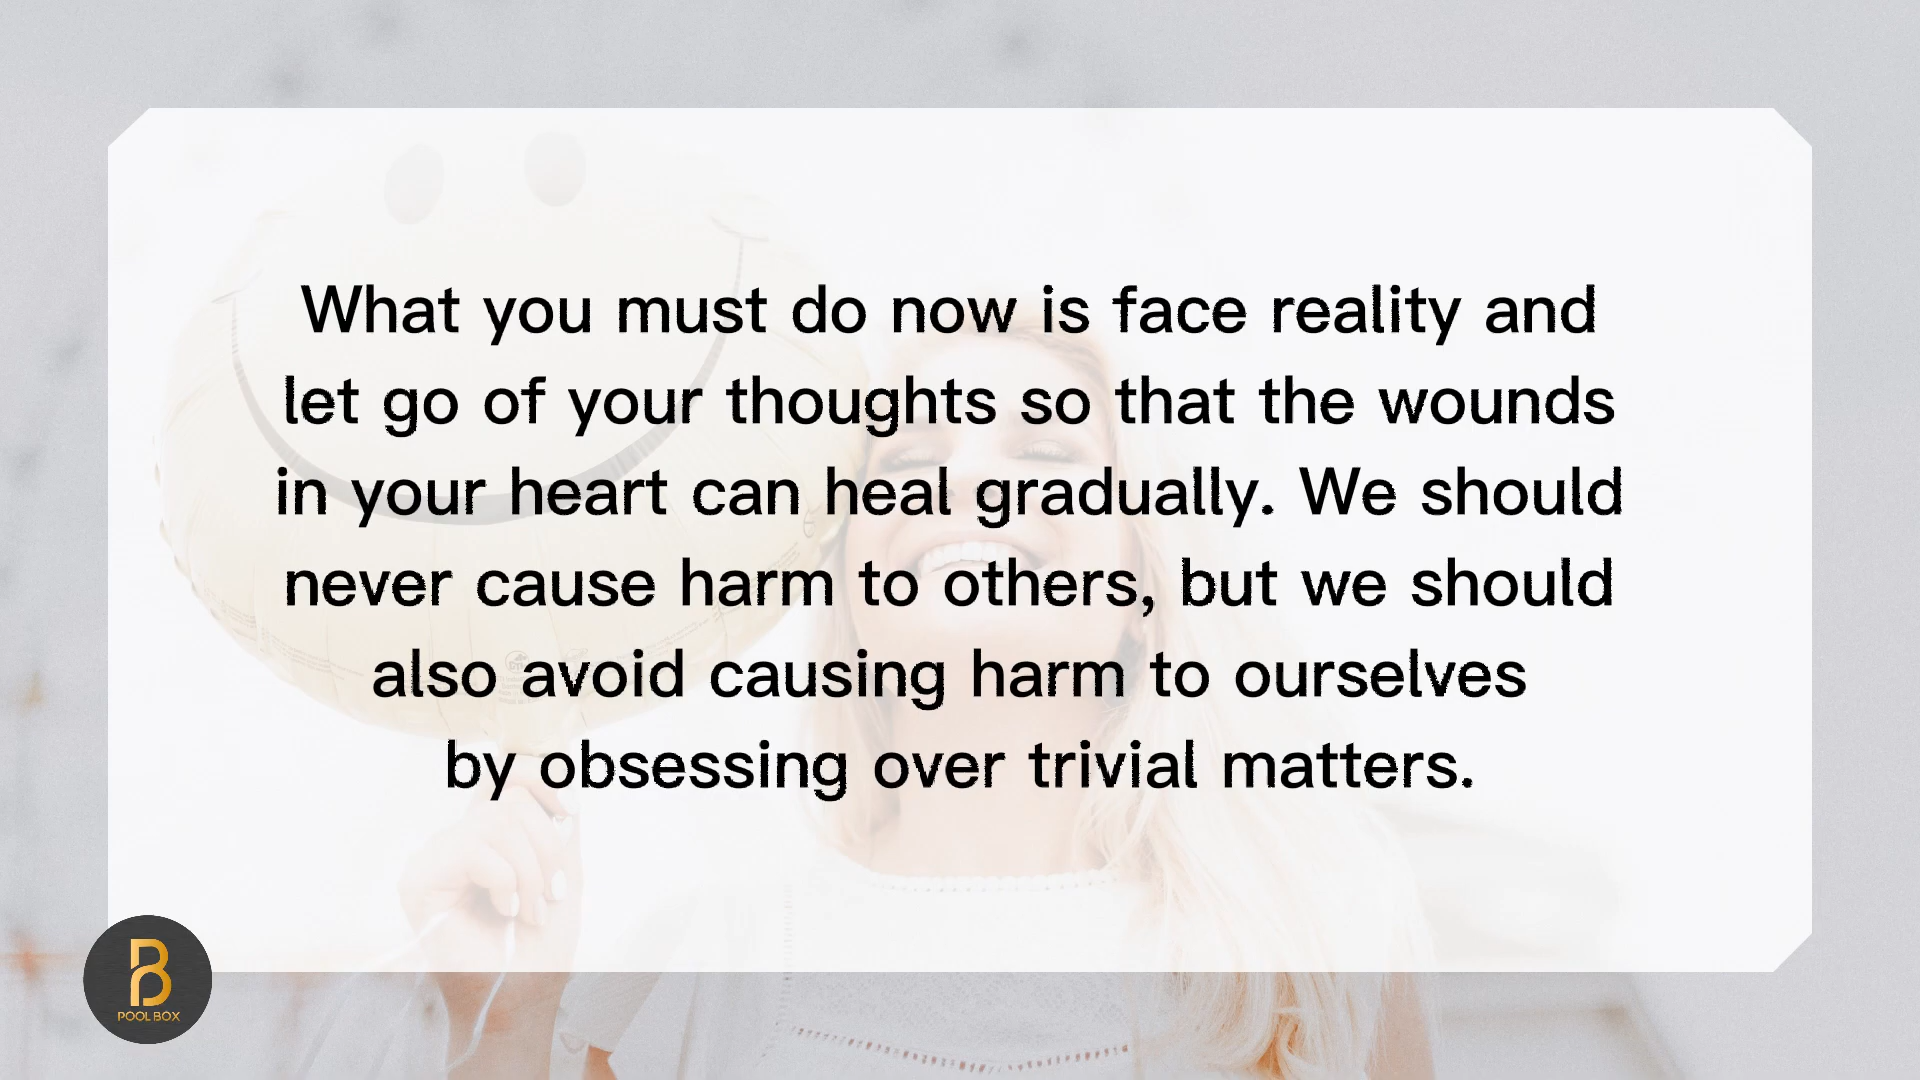 What you must do now is face reality and
let go of your thoughts so that the wounds
in your heart can heal gradually. We should
never cause harm to others, but we should
also avoid causing harm to ourselves
by obsessing over trivial matters.
B
POOL BOX